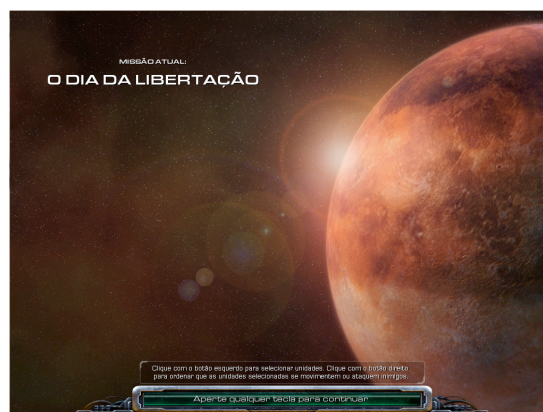 MISSÃO ATUAL:
O DIA DA LIBERTAÇÃO
Clique com o botão esquerdo para selecionar unidades. Clique com o botão direito
para ordenar que as unidades selecionadas se movimentem ou ataquem inimigos.
Aperte qualquer tecla para continuar